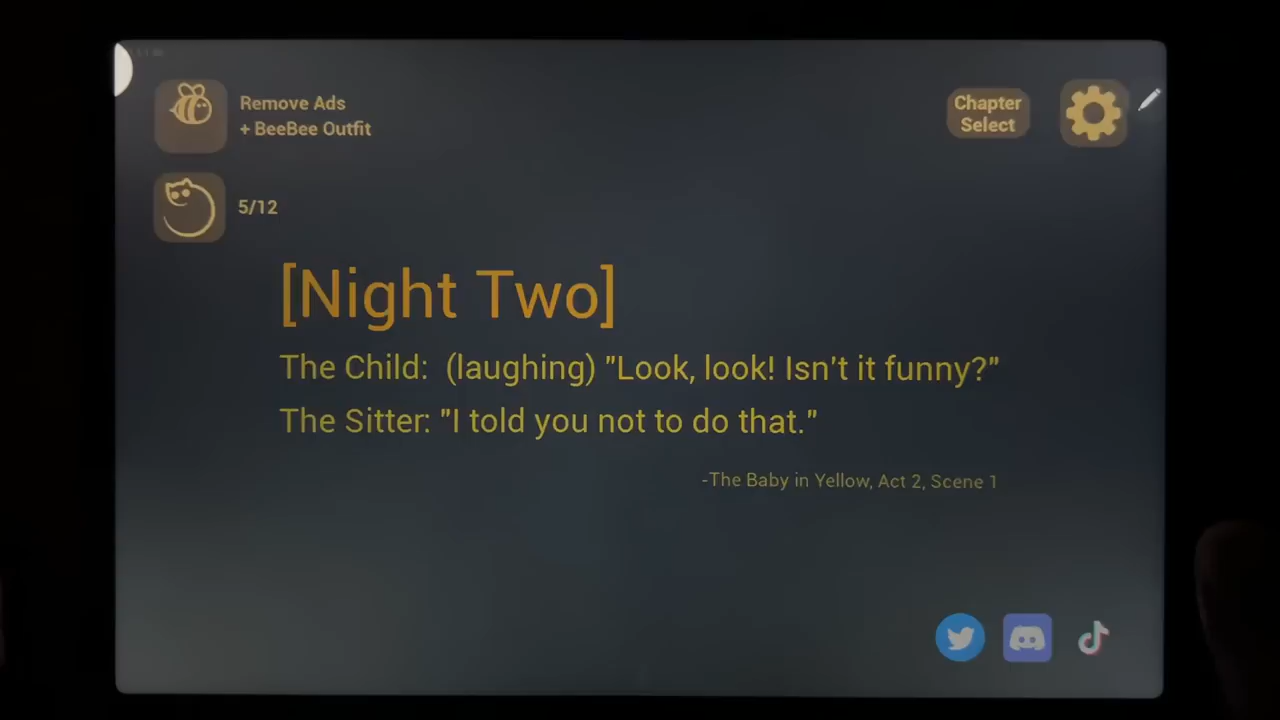 Remove Ads
+ BeeBee Outfit
Chapter
Select
5/12
[Night Two]
The Child:  (laughing) "Look, look! Isn't it funny?"
The Sitter: "I told you not to do that."
-The Baby in Yellow, Act 2, Scene 1